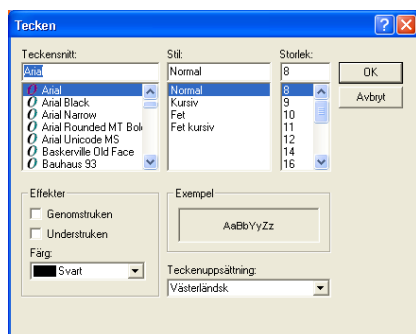 Tecken
Teckensnitt:
Arial
Arial
Arial Black
Arial Narrow
Arial Rounded MT Bol
Arial Unicode MS
Baskerville Old Face
Bauhaus 93
Stil:
Normal
Normal
Kursiv
Fet
Fet kursiv
Storlek:
8
8
9
10
11
12
14
16
OK
Avbryt
Effekter
Genomstruken
Understruken
Färg:
Svart
Exempel
AaBbYyZz
Teckenuppsättning:
Västerländsk